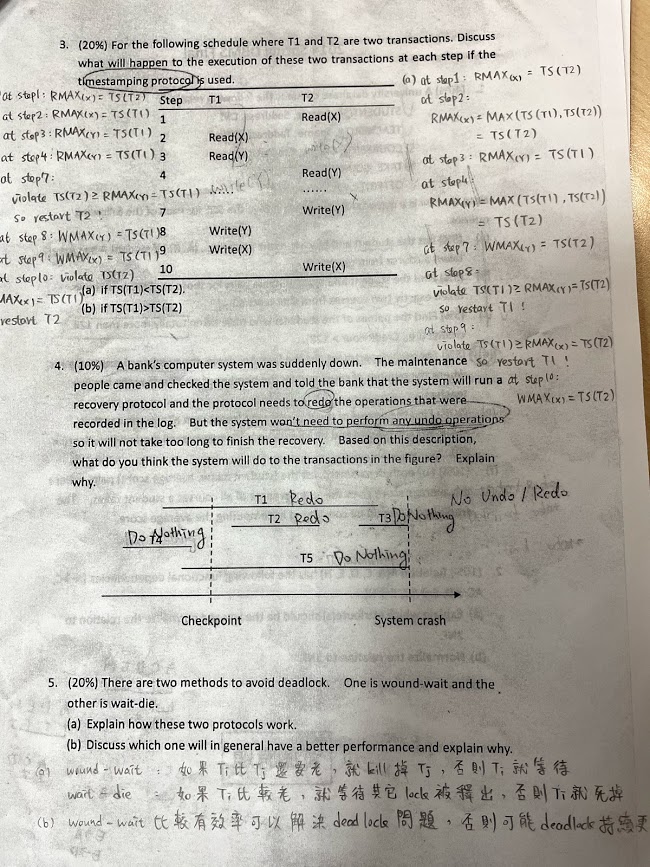 3. (20%) For the following schedule where T1 and T2 are two transactions. Discuss
what will happen to the execution of these two transactions at each step if the
timestamping protocol is used.
(a) at step1: RMAX(x) = TS(T2)
at step2:
RMAX(x) = MAX(TS(T1), TS(T2))
= TS(T2)
at step3: RMAX(Y) = TS(T1)
at step4:
RMAX(Y) = MAX(TS(T1), TS(T2))
= TS(T2)
at step7: WMAX(Y) = TS(T2)
at step8:
violate TS(T1) ≥ RMAX(Y) = TS(T2)
so restart T1!
at step9:
violate TS(T1) ≥ RMAX(x) = TS(T2)
so restart T1!
at step10:
WMAX(x) = TS(T2)
at step1: RMAX(x) = TS(T2)
at step2: RMAX(x) = TS(T1)
at step3: RMAX(Y) = TS(T1)
at step4: RMAX(Y) = TS(T1)
at step7:
violate TS(T2) ≥ RMAX(Y) = TS(T1)
so restart T2!
at step8: WMAX(Y) = TS(T1)
at step9: WMAX(x) = TS(T1)
at step10: violate TS(T2)
MAX(x) = TS(T1)
restart T2
Step T1 T2
1 Read(X)
2 Read(X)
3 Read(Y)
4 Read(Y)
...... ......
7 Write(Y)
8 Write(Y)
9 Write(X)
10 Write(X)
(a) if TS(T1)<TS(T2).
(b) if TS(T1)>TS(T2)
4. (10%) A bank's computer system was suddenly down. The maintenance
people came and checked the system and told the bank that the system will run a
recovery protocol and the protocol needs to redo the operations that were
recorded in the log. But the system won't need to perform any undo operations
so it will not take too long to finish the recovery. Based on this description,
what do you think the system will do to the transactions in the figure? Explain
why.
No Undo / Redo
T1 Redo
T2 Redo
T3 Do Nothing
Do Nothing
T5 Do Nothing
Checkpoint System crash
5. (20%) There are two methods to avoid deadlock. One is wound-wait and the
other is wait-die.
(a) Explain how these two protocols work.
(b) Discuss which one will in general have a better performance and explain why.
(a) wound-wait : 如果 Ti 比 Tj 還要老，就 kill 掉 Tj，否則 Ti 就等待
wait-die : 如果 Ti 比較老，就等待其它 lock 被釋出，否則 Ti 就死掉
(b) wound-wait 比較有效率可以解決 deadlock 問題，否則可能 deadlock 持續更